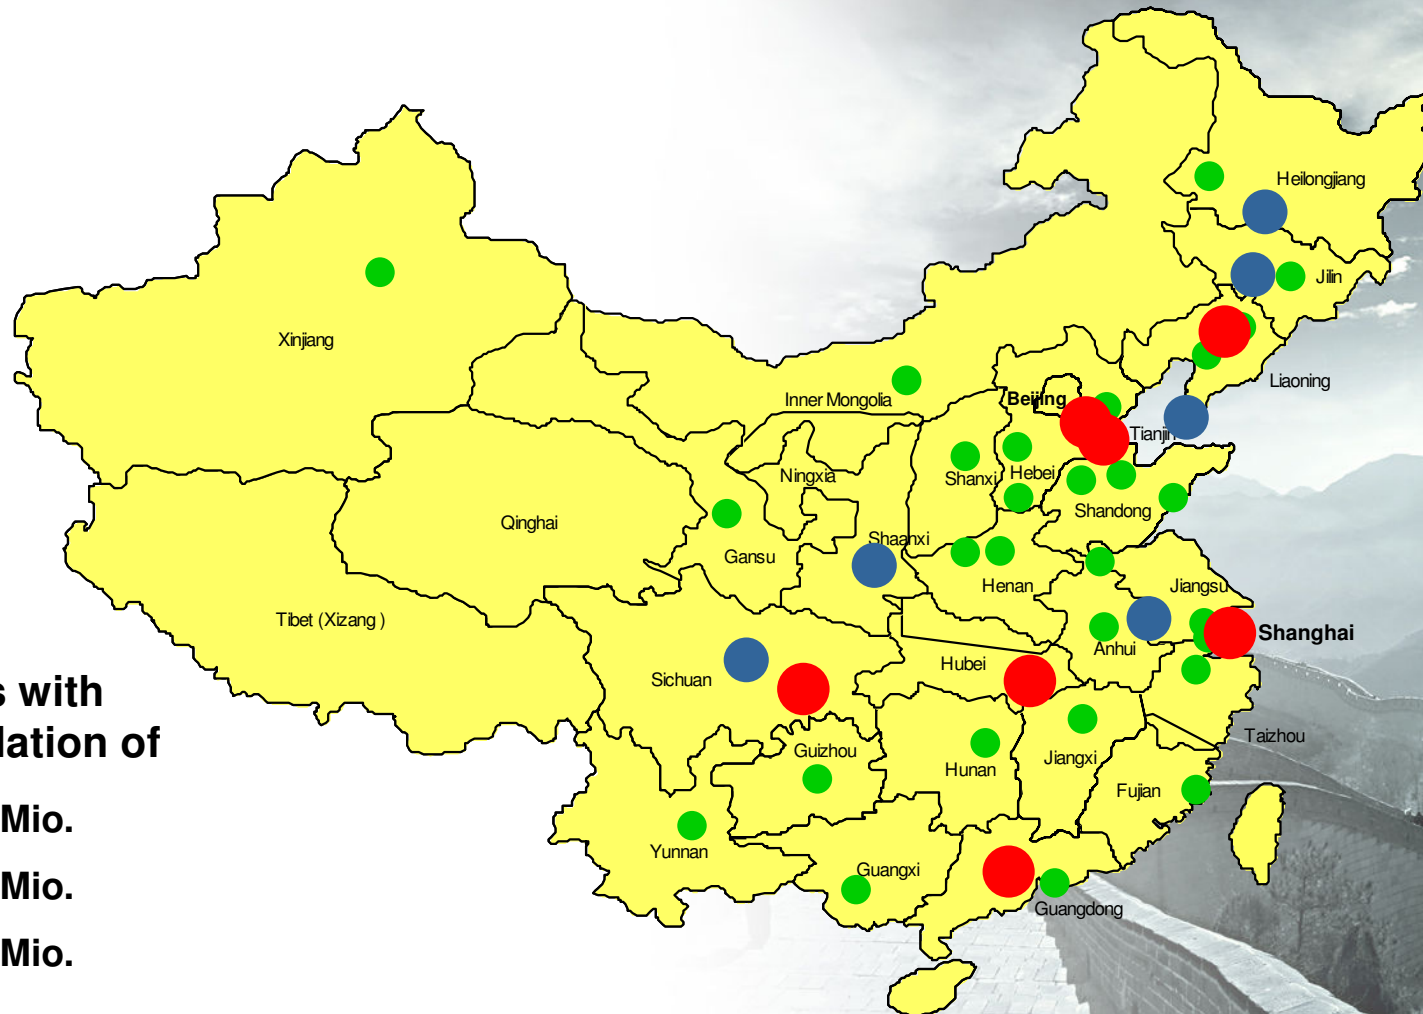 Heilongjiang
Jilin
Xinjiang
Liaoning
Inner Mongolia
Beijing
Tianjin
Ningxia
Shanxi
Hebei
Shandong
Qinghai
Gansu
Shaanxi
Henan
Jiangsu
Tibet (Xizang )
Shanghai
Anhui
Hubei
Sichuan
s with
lation of
Taizhou
Guizhou
Hunan
Jiangxi
Fujian
Mio.
Yunnan
Guangxi
Mio.
Guangdong
Mio.